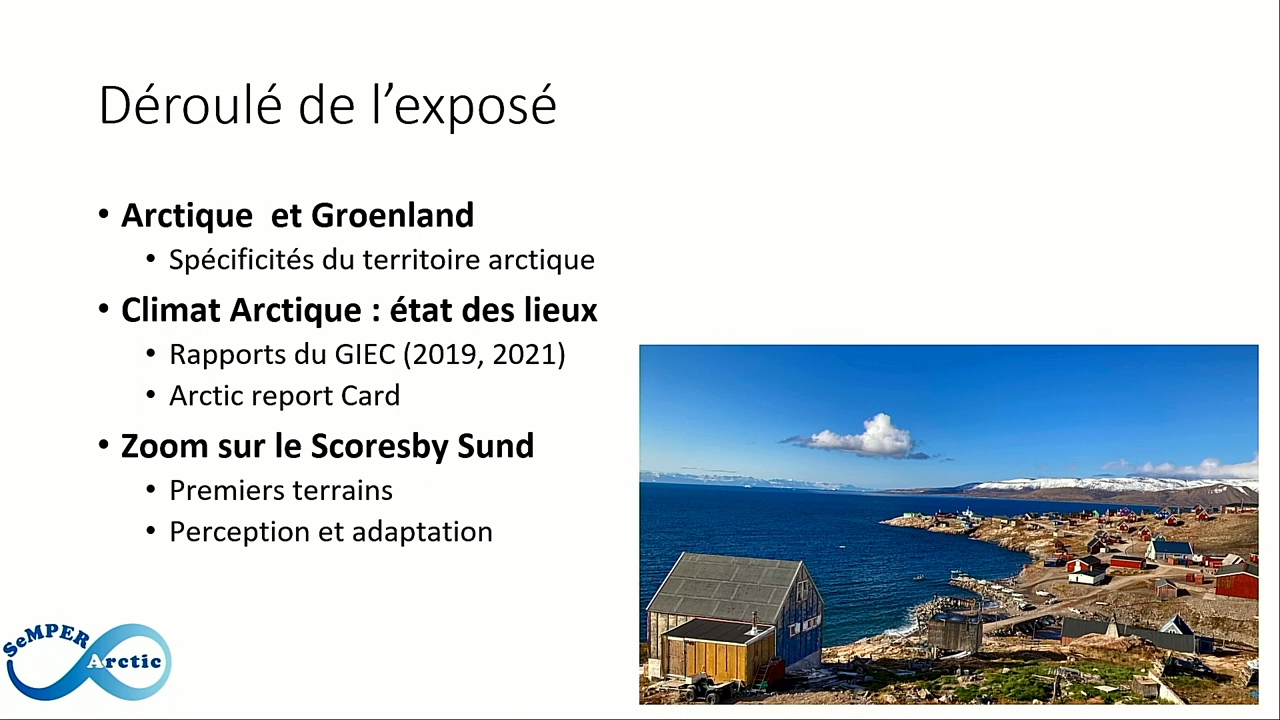 Déroulé de l’exposé
• Arctique et Groenland
• Spécificités du territoire arctique
• Climat Arctique : état des lieux
• Rapports du GIEC (2019, 2021)
• Arctic report Card
• Zoom sur le Scoresby Sund
• Premiers terrains
• Perception et adaptation
SeMPER
Arctic